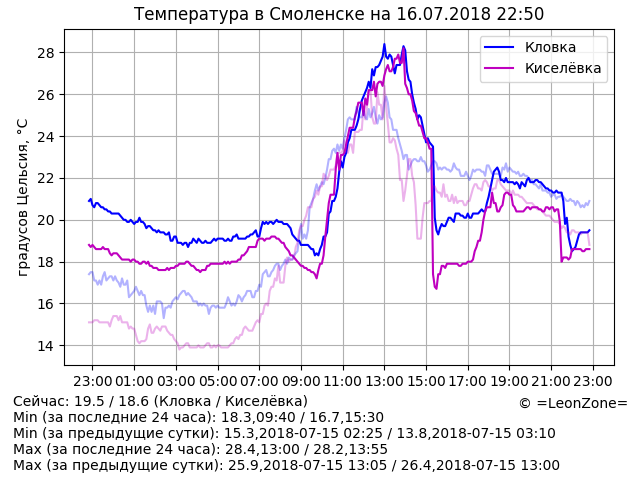 Температура в Смоленске на 16.07.2018 22:50
Кловка
Киселёвка
градусов Цельсия, °C
28
26
24
22
20
18
16
14
23:00 01:00 03:00 05:00 07:00 09:00 11:00 13:00 15:00 17:00 19:00 21:00 23:00
Сейчас: 19.5 / 18.6 (Кловка / Киселёвка)
© =LeonZone=
Min (за последние 24 часа): 18.3,09:40 / 16.7,15:30
Min (за предыдущие сутки): 15.3,2018-07-15 02:25 / 13.8,2018-07-15 03:10
Max (за последние 24 часа): 28.4,13:00 / 28.2,13:55
Max (за предыдущие сутки): 25.9,2018-07-15 13:05 / 26.4,2018-07-15 13:00